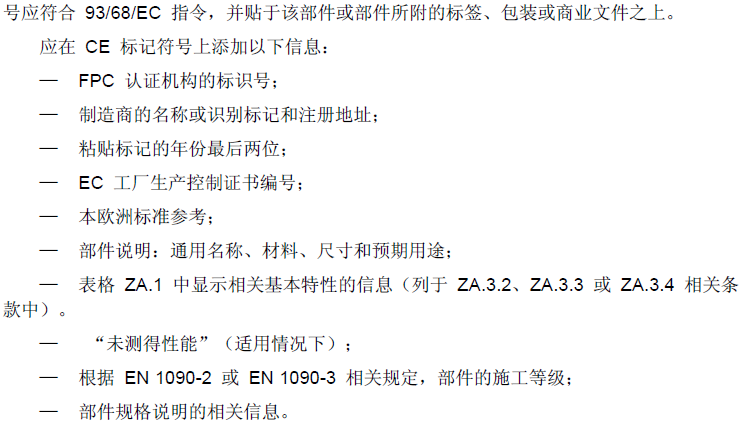 号应符合 93/68/EC 指令，并贴于该部件或部件所附的标签、包装或商业文件之上。
应在 CE 标记符号上添加以下信息：
— FPC 认证机构的标识号；
— 制造商的名称或识别标记和注册地址；
— 粘贴标记的年份最后两位；
— EC 工厂生产控制证书编号；
— 本欧洲标准参考；
— 部件说明：通用名称、材料、尺寸和预期用途；
— 表格 ZA.1 中显示相关基本特性的信息（列于 ZA.3.2、ZA.3.3 或 ZA.3.4 相关条
款中）。
— “未测得性能”（适用情况下）；
— 根据 EN 1090-2 或 EN 1090-3 相关规定，部件的施工等级；
— 部件规格说明的相关信息。